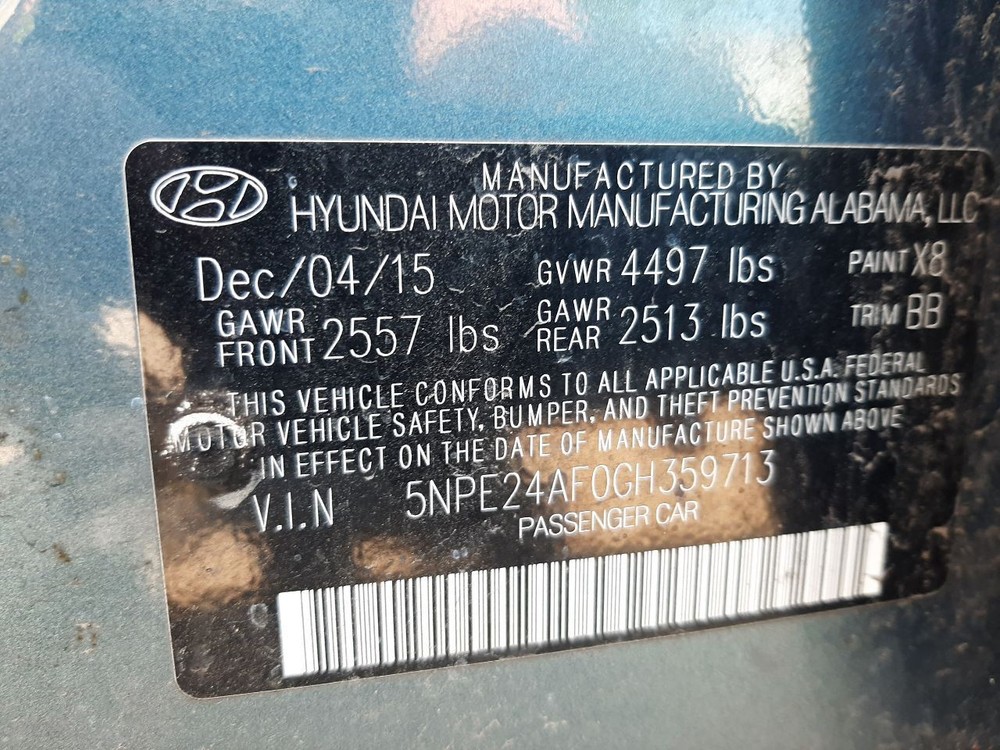 MANUFACTURED BY
HYUNDAI MOTOR MANUFACTURING ALABAMA, LLC
Dec/04/15 GVWR 4497 lbs PAINT X8
GAWR FRONT 2557 lbs GAWR REAR 2513 lbs TRIM BB
THIS VEHICLE CONFORMS TO ALL APPLICABLE U.S.A. FEDERAL
MOTOR VEHICLE SAFETY, BUMPER, AND THEFT PREVENTION STANDARDS
IN EFFECT ON THE DATE OF MANUFACTURE SHOWN ABOVE
V.I.N 5NPE24AF0GH359713
PASSENGER CAR